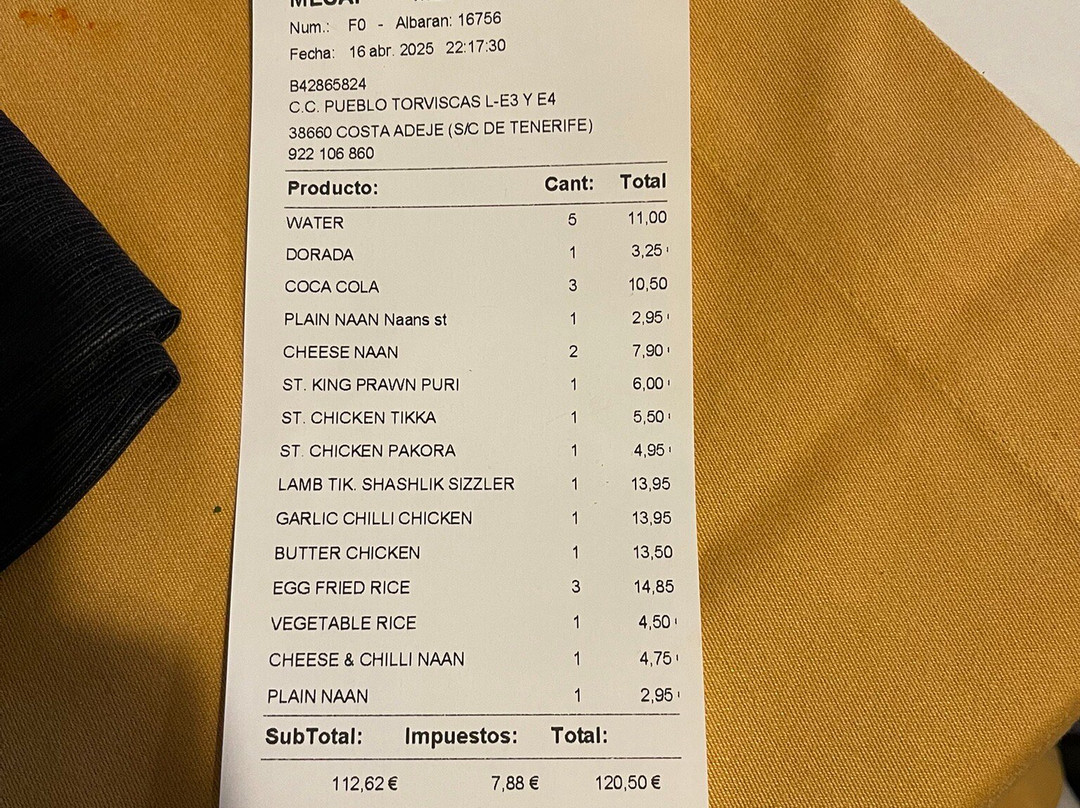 Num.: F0 - Albaran: 16756
Fecha: 16 abr. 2025 22:17:30
B42865824
C.C. PUEBLO TORVISCAS L-E3 Y E4
38660 COSTA ADEJE (S/C DE TENERIFE)
922 106 860
Producto: Cant: Total
WATER 5 11,00
DORADA 1 3,25
COCA COLA 3 10,50
PLAIN NAAN Naans st 1 2,95
CHEESE NAAN 2 7,90
ST. KING PRAWN PURI 1 6,00
ST. CHICKEN TIKKA 1 5,50
ST. CHICKEN PAKORA 1 4,95
LAMB TIK. SHASHLIK SIZZLER 1 13,95
GARLIC CHILLI CHICKEN 1 13,95
BUTTER CHICKEN 1 13,50
EGG FRIED RICE 3 14,85
VEGETABLE RICE 1 4,50
CHEESE & CHILLI NAAN 1 4,75
PLAIN NAAN 1 2,95
SubTotal: Impuestos: Total:
112,62 € 7,88 € 120,50 €